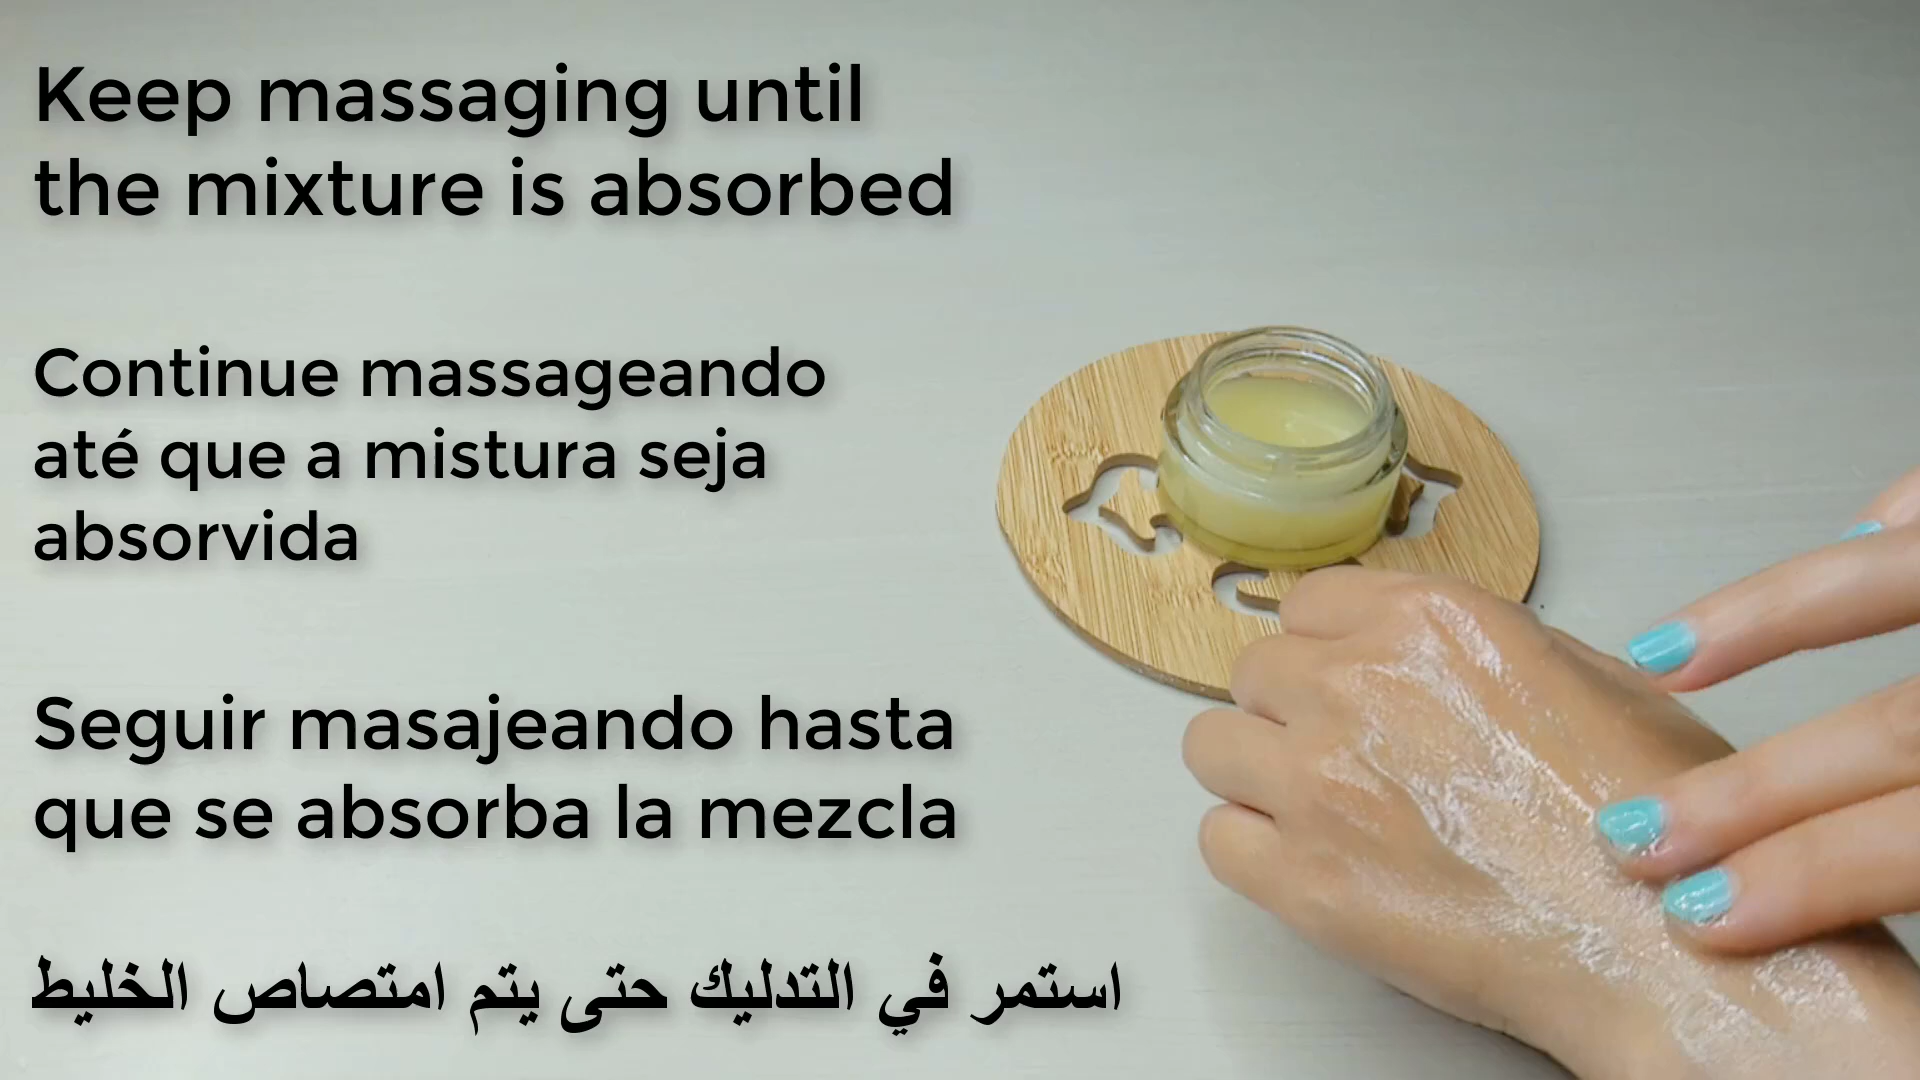 Keep massaging until
the mixture is absorbed
Continue massageando
até que a mistura seja
absorvida
Seguir masajeando hasta
que se absorba la mezcla
استمر في التدليك حتى يتم امتصاص الخليط